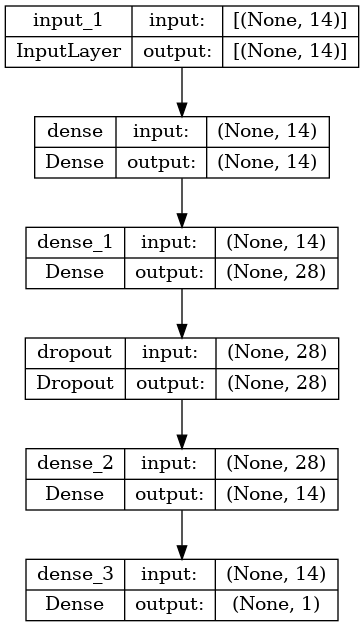 input_1 input: [(None, 14)]
InputLayer output: [(None, 14)]
dense input: (None, 14)
Dense output: (None, 14)
dense_1 input: (None, 14)
Dense output: (None, 28)
dropout input: (None, 28)
Dropout output: (None, 28)
dense_2 input: (None, 28)
Dense output: (None, 14)
dense_3 input: (None, 14)
Dense output: (None, 1)